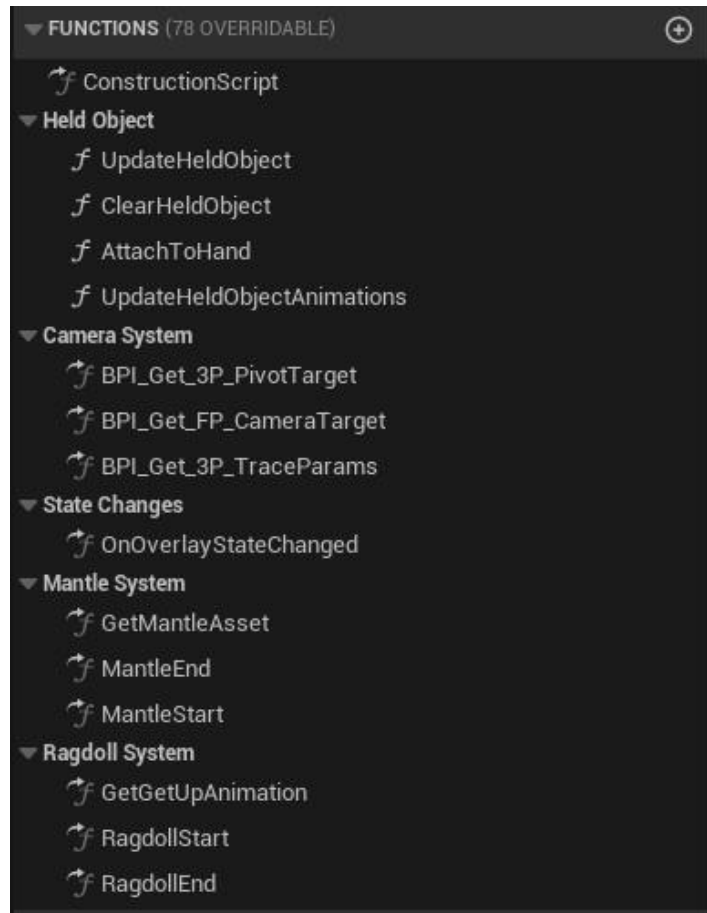 FUNCTIONS (78 OVERRIDABLE)
ConstructionScript
Held Object
UpdateHeldObject
ClearHeldObject
AttachToHand
UpdateHeldObjectAnimations
Camera System
BPI_Get_3P_PivotTarget
BPI_Get_FP_CameraTarget
BPI_Get_3P_TraceParams
State Changes
OnOverlayStateChanged
Mantle System
GetMantleAsset
MantleEnd
MantleStart
Ragdoll System
GetGetUpAnimation
RagdollStart
RagdollEnd